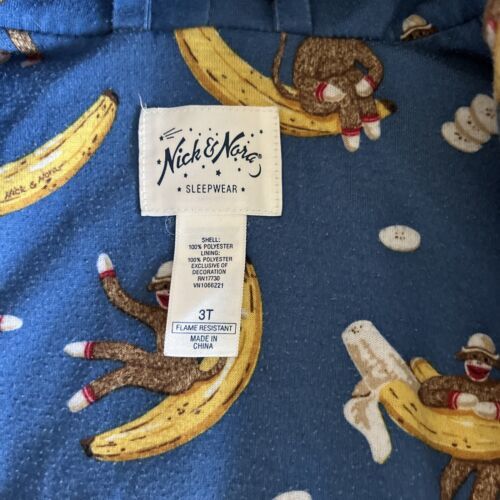 Nick & Nora®
SLEEPWEAR
SHELL:
100% POLYESTER
LINING:
100% POLYESTER
EXCLUSIVE OF
DECORATION
RN17730
VN1066221
3T
FLAME RESISTANT
MADE IN
CHINA
NICK & NORA